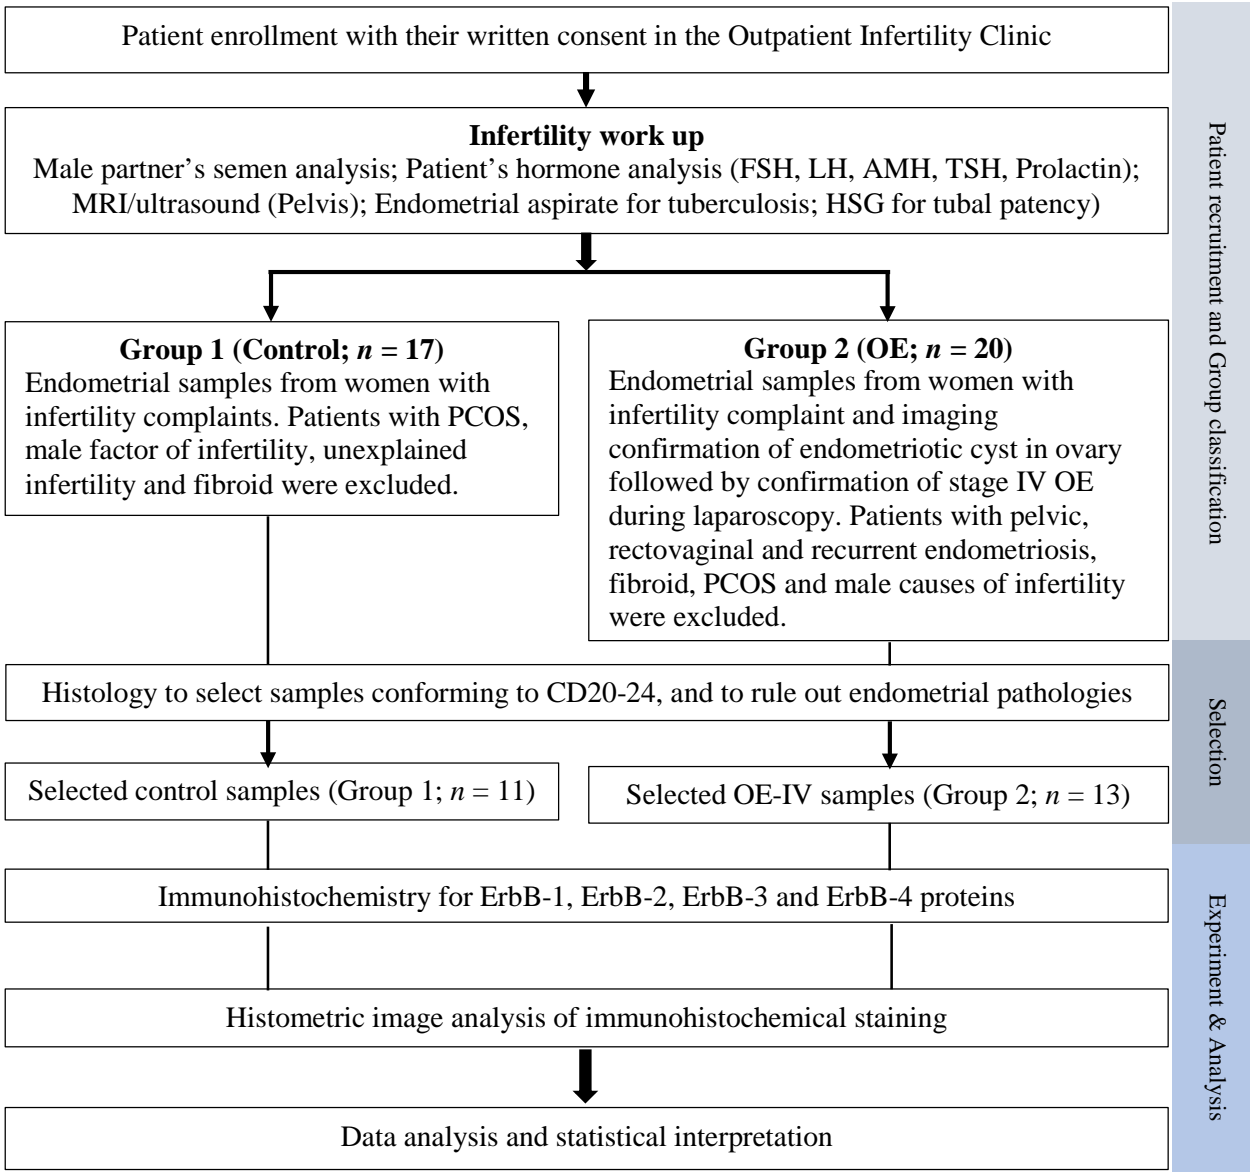 Patient enrollment with their written consent in the Outpatient Infertility Clinic
Infertility work up
Male partner’s semen analysis; Patient’s hormone analysis (FSH, LH, AMH, TSH, Prolactin);
MRI/ultrasound (Pelvis); Endometrial aspirate for tuberculosis; HSG for tubal patency)
Group 1 (Control; n = 17)
Endometrial samples from women with
infertility complaints. Patients with PCOS,
male factor of infertility, unexplained
infertility and fibroid were excluded.
Group 2 (OE; n = 20)
Endometrial samples from women with
infertility complaint and imaging
confirmation of endometriotic cyst in ovary
followed by confirmation of stage IV OE
during laparoscopy. Patients with pelvic,
rectovaginal and recurrent endometriosis,
fibroid, PCOS and male causes of infertility
were excluded.
Patient recruitment and Group classification
Histology to select samples conforming to CD20-24, and to rule out endometrial pathologies
Selected control samples (Group 1; n = 11)
Selected OE-IV samples (Group 2; n = 13)
Selection
Immunohistochemistry for ErbB-1, ErbB-2, ErbB-3 and ErbB-4 proteins
Histometric image analysis of immunohistochemical staining
Data analysis and statistical interpretation
Experiment & Analysis